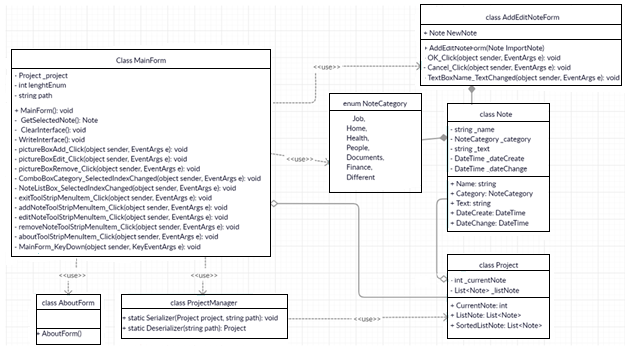 class AddEditNoteForm
+ Note NewNote
+ AddEditNoteForm(Note ImportNote)
OK_Click(object sender, EventArgs e): void
- Cancel_Click(object sender, EventArgs e): void
TextBoxName_TextChanged(object sender, EventArgs e): void
Class MainForm
- Project _project
- int lenghtEnum
- string path
+ MainForm(): void
- GetSelectedNote(): Note
- ClearInterface(): void
- WriteInterface(): void
- pictureBoxAdd_Click(object sender, EventArgs e): void
- pictureBoxEdit_Click(object sender, EventArgs e): void
- pictureBoxRemove_Click(object sender, EventArgs e): void
- ComboBoxCategory_SelectedIndexChanged(object sender, EventArgs e): void
- NoteListBox_SelectedIndexChanged(object sender, EventArgs e): void
- exitToolStripMenuItem_Click(object sender, EventArgs e): void
- addNoteToolStripMenuItem_Click(object sender, EventArgs e): void
- editNoteToolStripMenuItem_Click(object sender, EventArgs e): void
- removeNoteToolStripMenuItem_Click(object sender, EventArgs e): void
- aboutToolStripMenuItem_Click(object sender, EventArgs e): void
- MainForm_KeyDown(object sender, KeyEventArgs e): void
<<use>>
<<use>>
enum NoteCategory
Job,
Home,
Health,
People,
Documents,
Finance,
Different
class Note
- string _name
- NoteCategory _category
- string _text
- DateTime _dateCreate
- DateTime _dateChange
+ Name: string
+ Category: NoteCategory
+ Text: string
+ DateCreate: DateTime
+ DateChange: DateTime
<<use>>
<<use>>
class AboutForm
+ AboutForm()
class ProjectManager
+ static Serializer(Project project, string path): void
+ static Deserializer(string path): Project
<<use>>
class Project
- int _currentNote
- List<Note> _listNote
+ CurrentNote: int
+ ListNote: List<Note>
+ SortedListNote: List<Note>